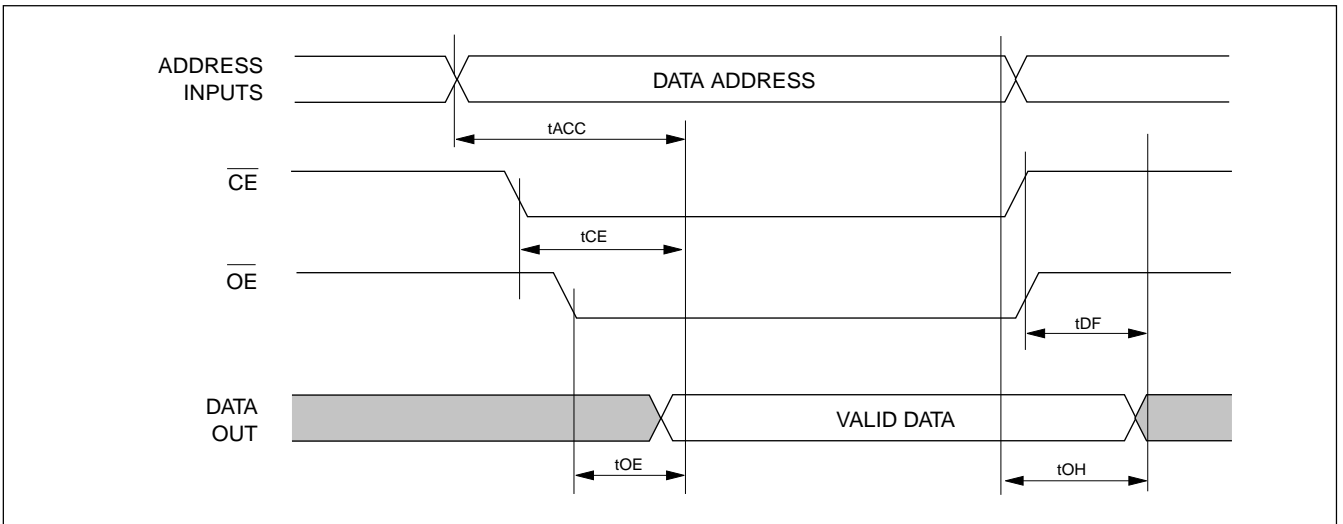 ADDRESS
INPUTS
DATA ADDRESS
tACC
CE
tCE
OE
tDF
DATA
OUT
VALID DATA
tOE
tOH